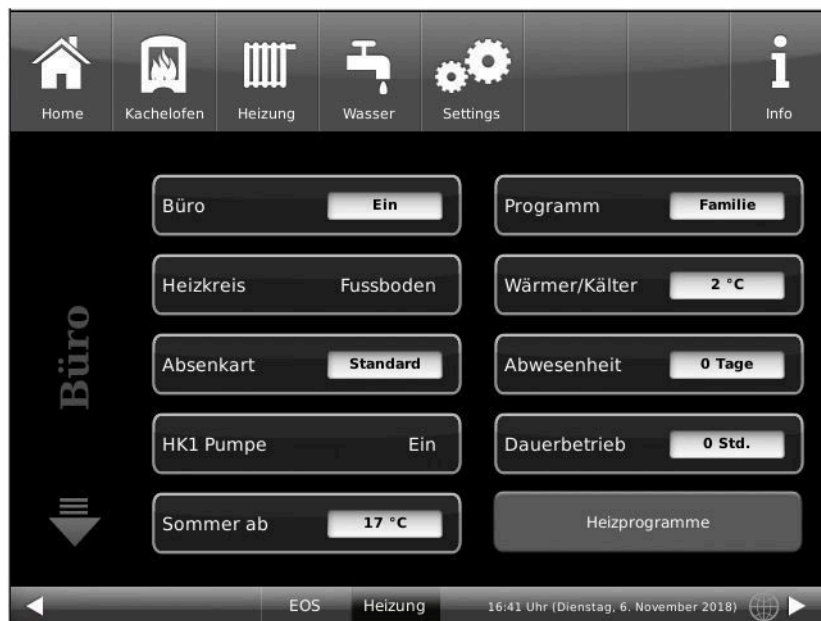 Home Kachelofen Heizung Wasser Settings Info
Büro
Büro Ein
Programm Familie
Heizkreis Fussboden
Wärmer/Kälter 2 °C
Absenkart Standard
Abwesenheit 0 Tage
HK1 Pumpe Ein
Dauerbetrieb 0 Std.
Sommer ab 17 °C
Heizprogramme
EOS Heizung 16:41 Uhr (Dienstag, 6. November 2018)